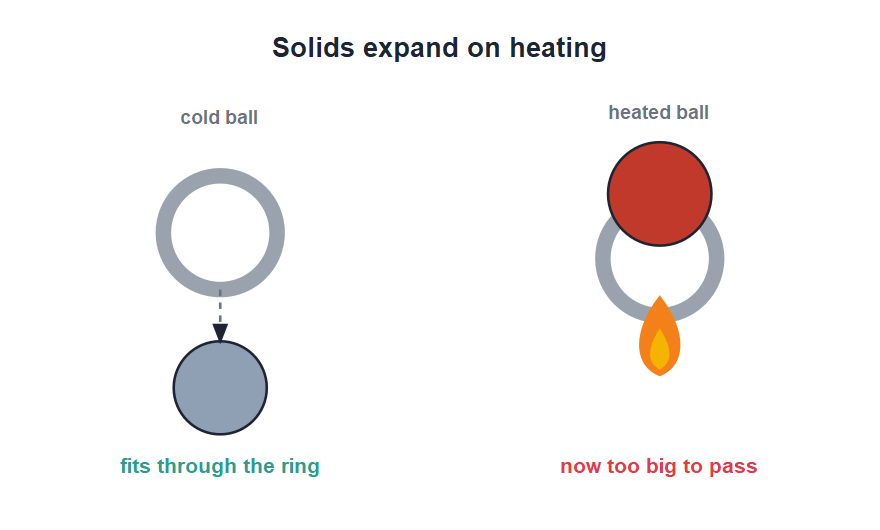 Solids expand on heating
cold ball
heated ball
fits through the ring
now too big to pass